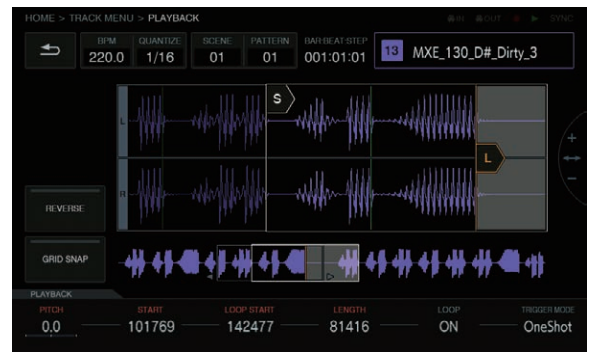 HOME > TRACK MENU > PLAYBACK IN OUT SYNC
BPM QUANTIZE SCENE PATTERN BAR:BEAT:STEP
220.0 1/16 01 01 001:01:01 13 MXE_130_D#_Dirty_3
S
L
L
R
REVERSE
GRID SNAP
PLAYBACK
PITCH START LOOP START LENGTH LOOP TRIGGER MODE
0.0 101769 142477 81416 ON OneShot